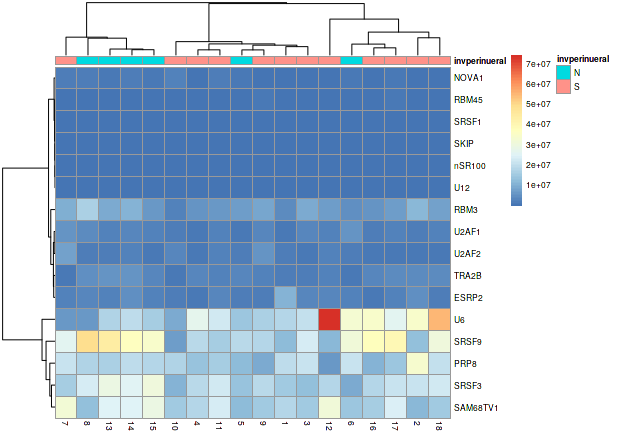 invperinueral
NOVA1
RBM45
SRSF1
SKIP
nSR100
U12
RBM3
U2AF1
U2AF2
TRA2B
ESRP2
U6
SRSF9
PRP8
SRSF3
SAM68TV1
7 8 13 14 15 10 4 11 5 9 1 3 12 6 16 17 2 18
7e+07
6e+07
5e+07
4e+07
3e+07
2e+07
1e+07
invperinueral
N
S